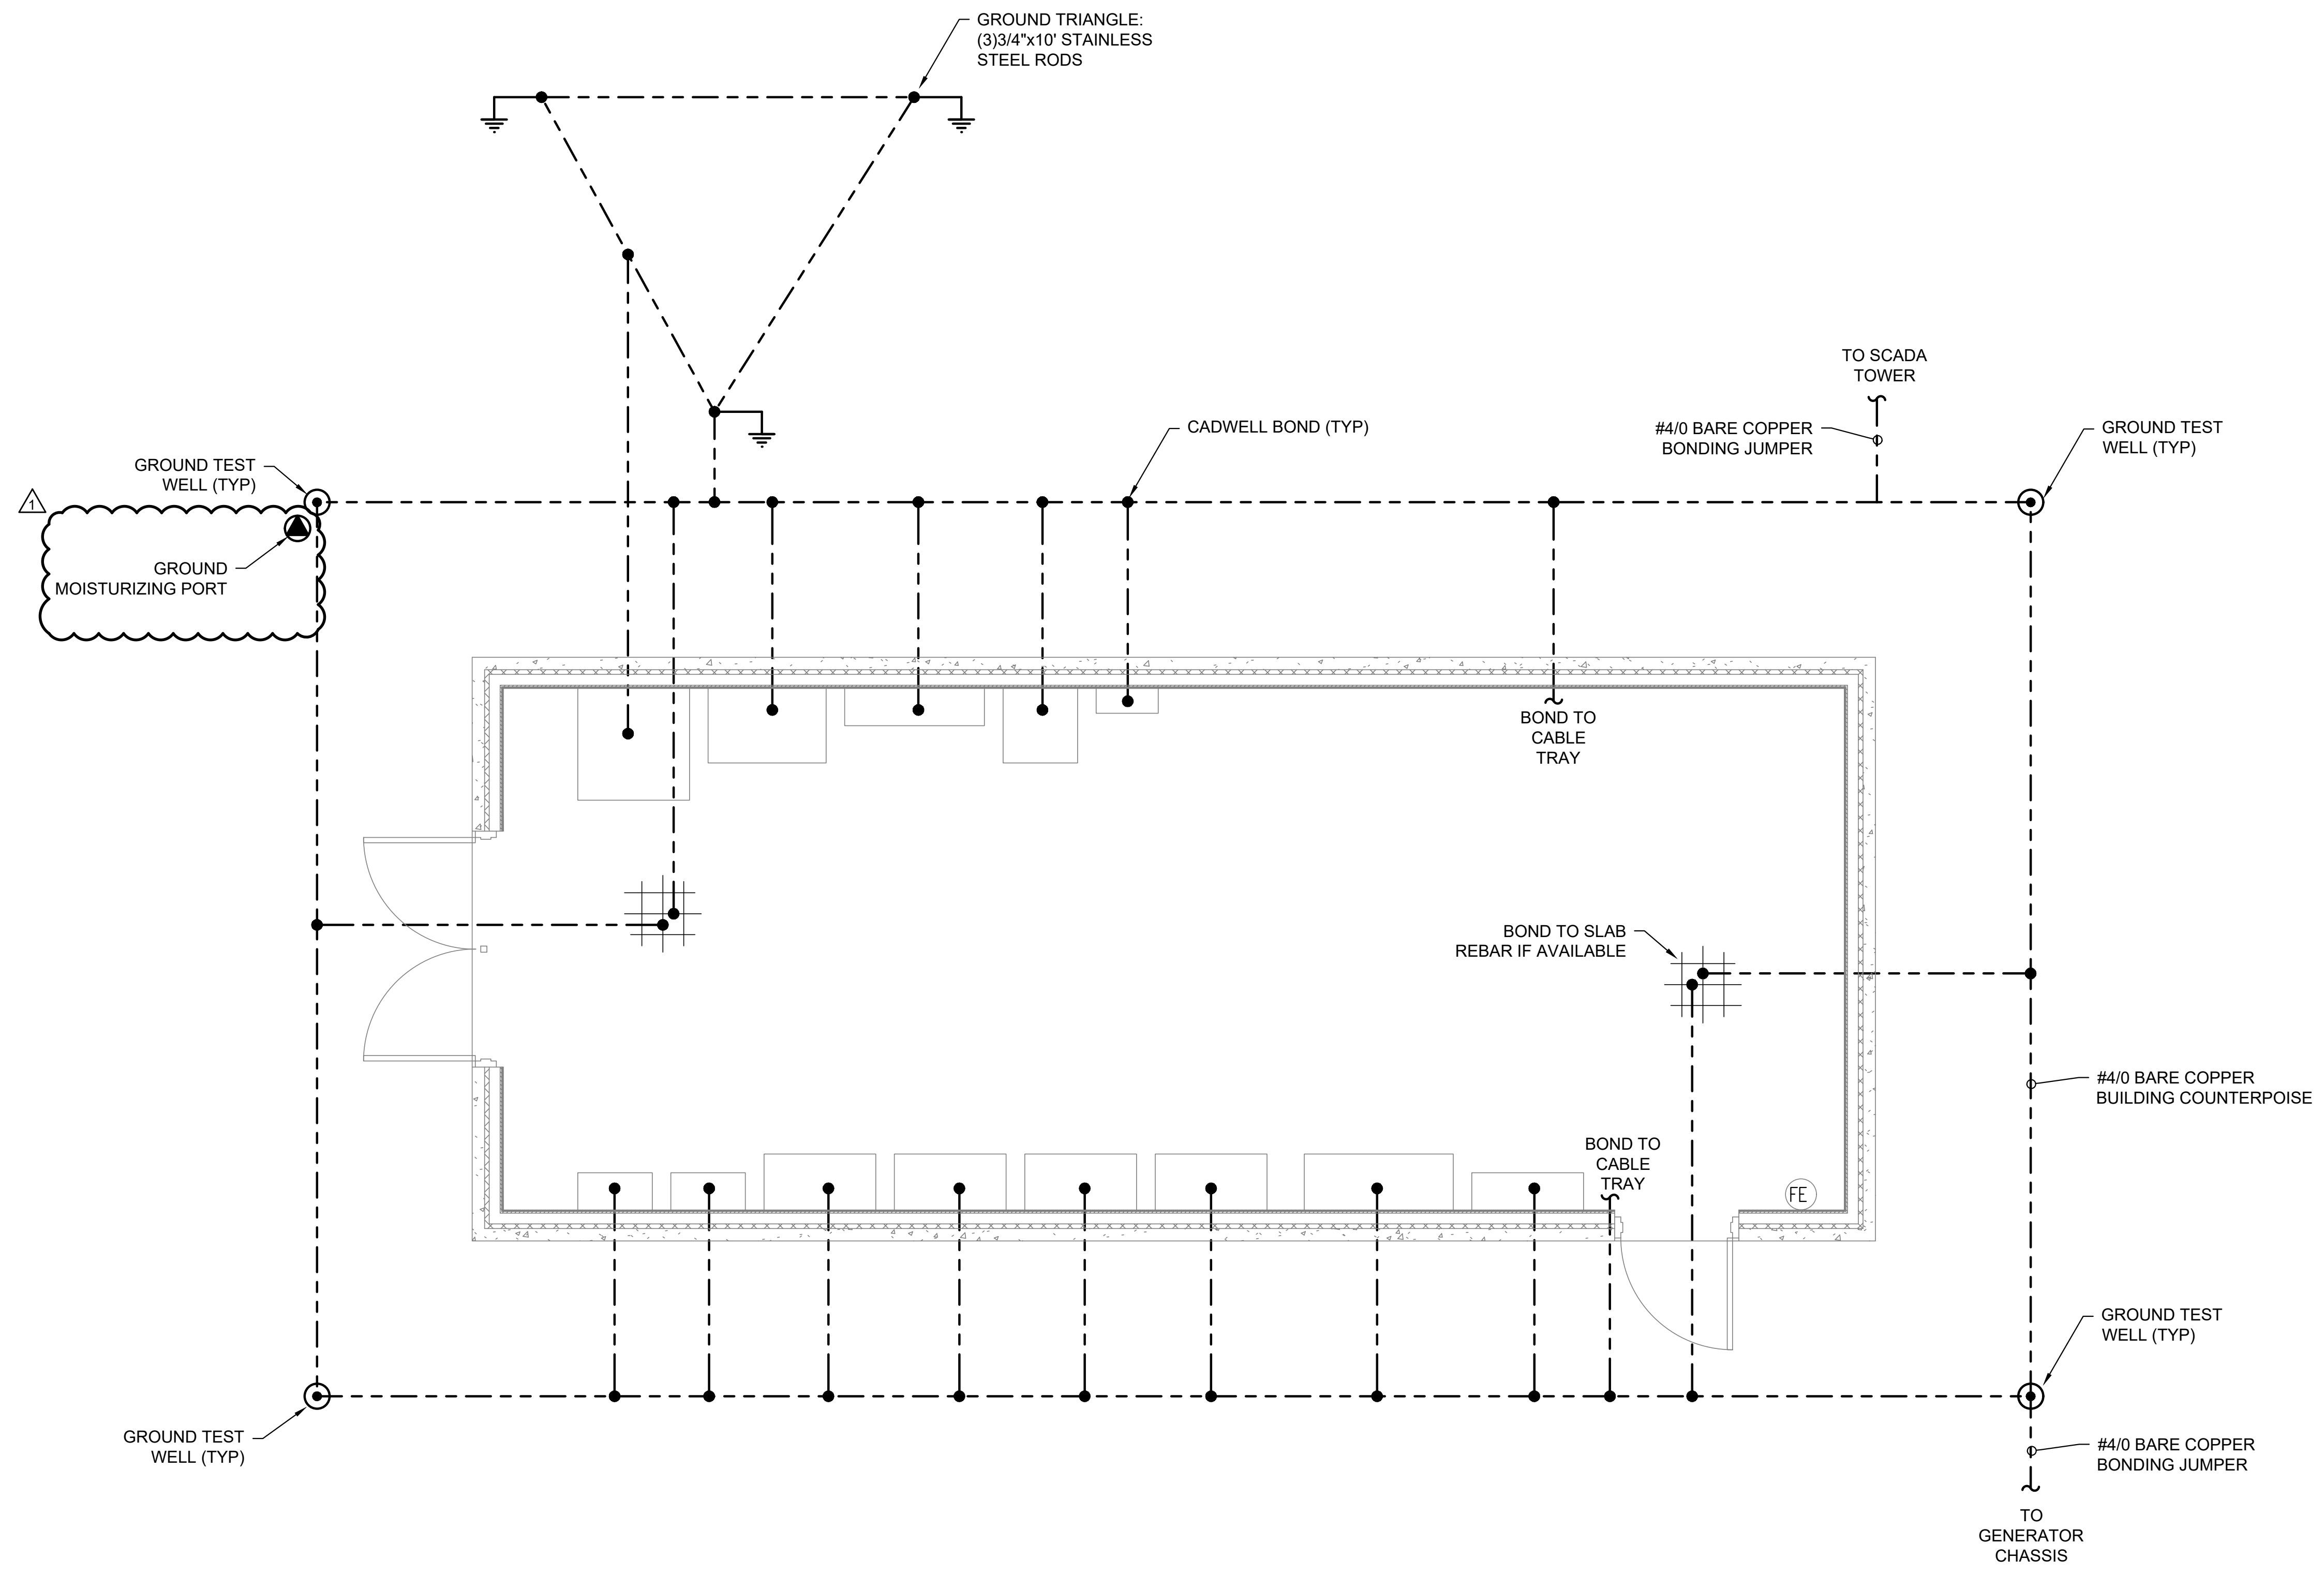 GROUND TRIANGLE:
(3)3/4"x10' STAINLESS
STEEL RODS
TO SCADA
TOWER
#4/0 BARE COPPER
BONDING JUMPER
GROUND TEST
WELL (TYP)
CADWELL BOND (TYP)
GROUND TEST
WELL (TYP)
1
GROUND
MOISTURIZING PORT
BOND TO
CABLE
TRAY
BOND TO SLAB
REBAR IF AVAILABLE
#4/0 BARE COPPER
BUILDING COUNTERPOISE
BOND TO
CABLE
TRAY
FE
GROUND TEST
WELL (TYP)
GROUND TEST
WELL (TYP)
#4/0 BARE COPPER
BONDING JUMPER
TO
GENERATOR
CHASSIS